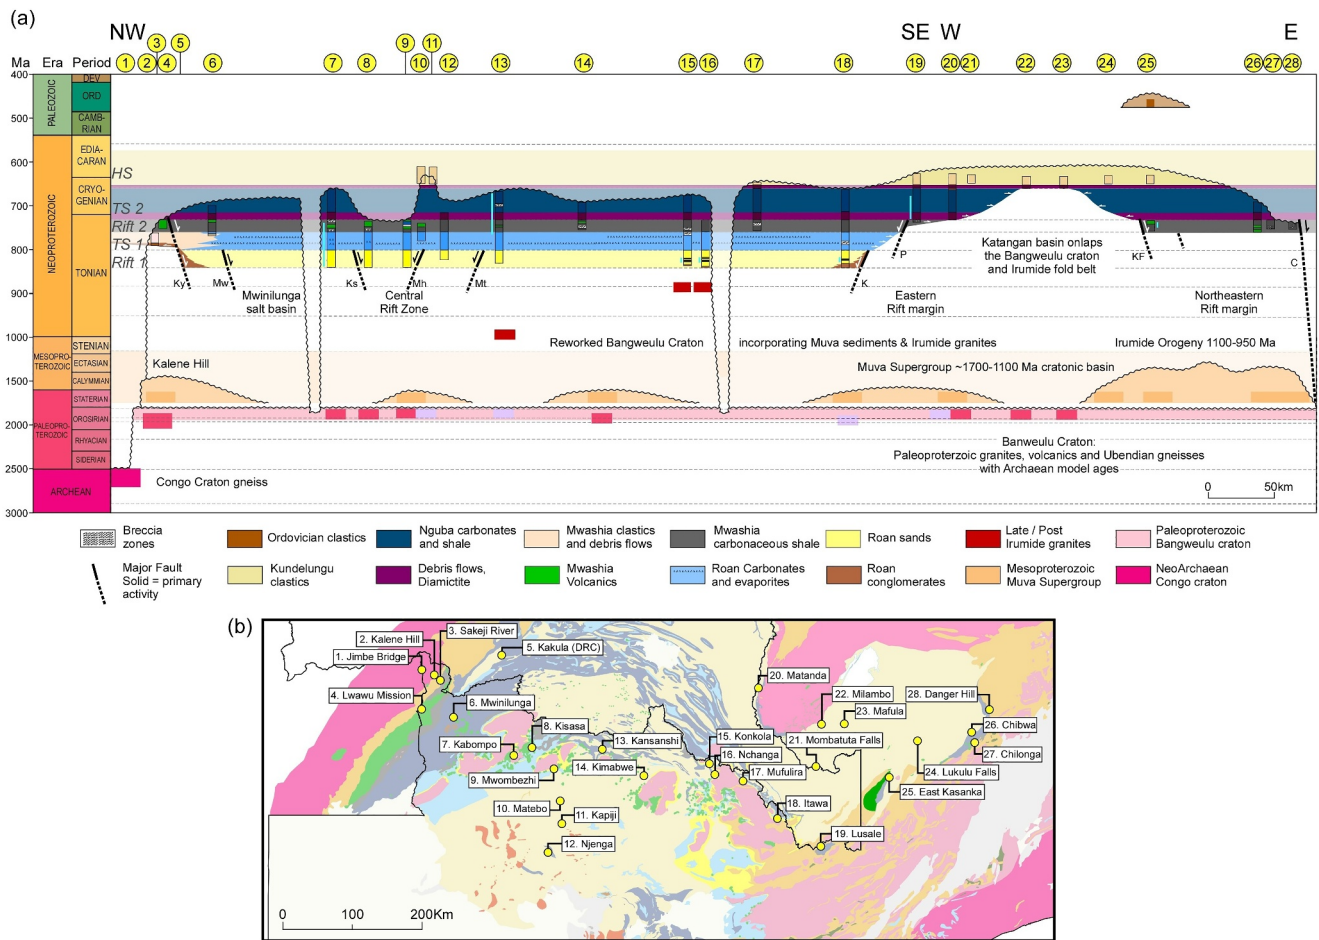 (a)
NW
SE
W
E
3
5
9
11
1
2
4
6
7
8
10
12
13
14
15
16
17
18
19
20
21
22
23
24
25
26
27
28
Ma
Era
Period
400
500
600
700
800
900
1000
1500
2000
2500
3000
PALEOZOIC
NEOPROTEROZOIC
MESOPRO-
TEROZOIC
PALEOPRO-
TEROZOIC
ARCHEAN
DEV
ORD
CAMB-
RIAN
EDIA-
CARAN
CRYO-
GENIAN
TONIAN
STENIAN
ECTASIAN
CALYMMIAN
STATERIAN
OROSIRIAN
RHYACIAN
SIDERIAN
HS
TS 2
Rift 2
TS 1
Rift 1
Ky
Mw
Ks
Mh
Mt
K
P
KF
C
Mwinilunga
salt basin
Central
Rift Zone
Eastern
Rift margin
Katangan basin onlaps
the Bangweulu craton
and Irumide fold belt
Northeastern
Rift margin
Reworked Bangweulu Craton
incorporating Muva sediments & Irumide granites
Irumide Orogeny 1100-950 Ma
Kalene Hill
Muva Supergroup ~1700-1100 Ma cratonic basin
Banweulu Craton:
Paleoproterzoic granites, volcanics and Ubendian gneisses
with Archaean model ages
Congo Craton gneiss
0
50km
Breccia
zones
Ordovician clastics
Nguba carbonates
and shale
Mwashia clastics
and debris flows
Mwashia
carbonaceous shale
Roan sands
Late / Post
Irumide granites
Paleoproterozoic
Bangweulu craton
Major Fault
Solid = primary
activity
Kundelungu
clastics
Debris flows,
Diamictite
Mwashia
Volcanics
Roan Carbonates
and evaporites
Roan
conglomerates
Mesoproterozoic
Muva Supergroup
NeoArchaean
Congo craton
(b)
1. Jimbe Bridge
2. Kalene Hill
3. Sakeji River
4. Lwawu Mission
5. Kakula (DRC)
6. Mwinilunga
7. Kabompo
8. Kisasa
9. Mwombezhi
10. Matebo
11. Kapiji
12. Njenga
13. Kansanshi
14. Kimabwe
15. Konkola
16. Nchanga
17. Mufulira
18. Itawa
19. Lusale
20. Matanda
21. Mombatuta Falls
22. Milambo
23. Mafula
24. Lukulu Falls
25. East Kasanka
26. Chibwa
27. Chilonga
28. Danger Hill
0
100
200Km